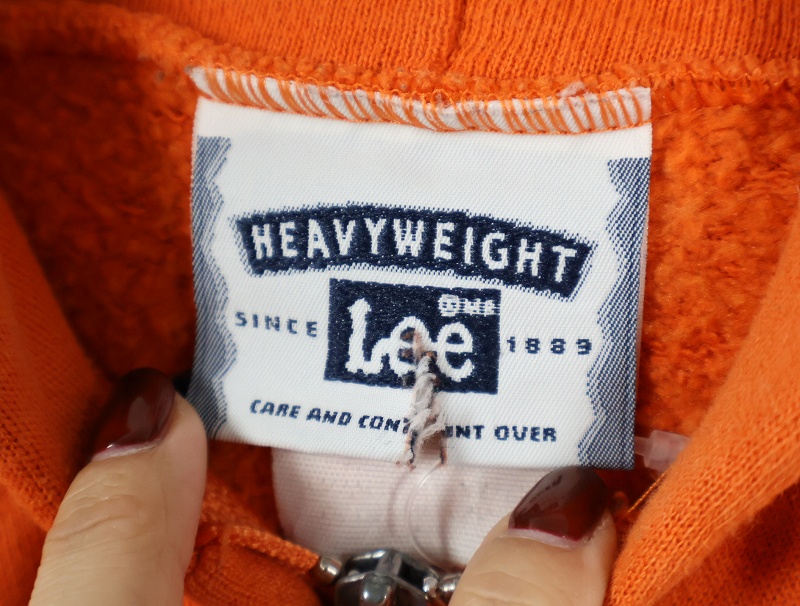 HEAVYWEIGHT
Lee
SINCE 1889
CARE AND OVER